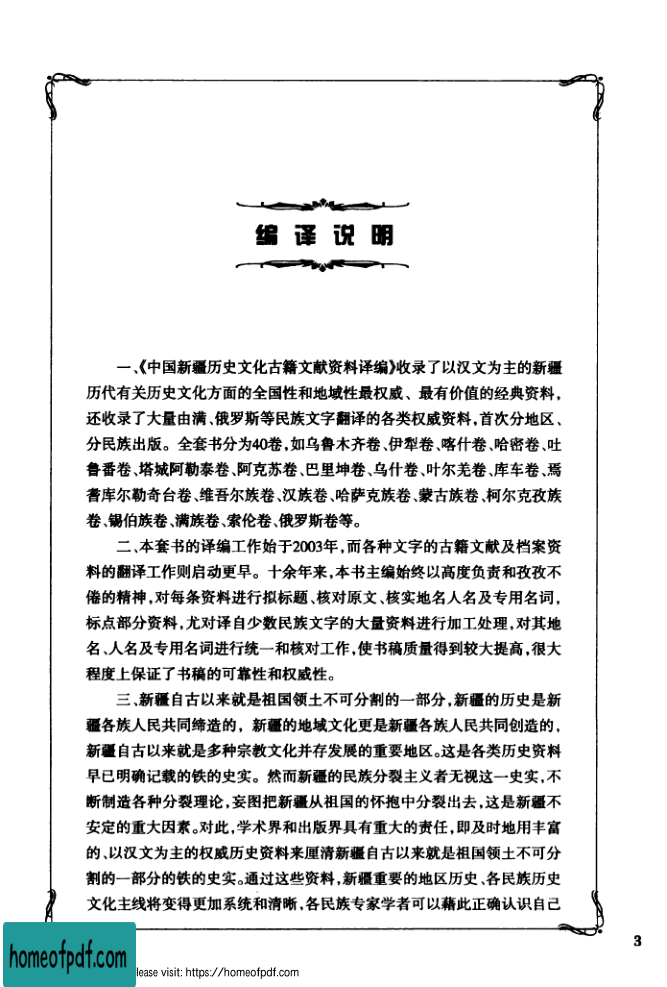 编译说明
一、《中国新疆历史文化古籍文献资料译编》收录了以汉文为主的新疆
历代有关历史文化方面的全国性和地域性最权威、最有价值的经典资料，
还收录了大量由满、俄罗斯等民族文字翻译的各类权威资料，首次分地区、
分民族出版。全套书分为40卷，如乌鲁木齐卷、伊犁卷、喀什卷、哈密卷、吐
鲁番卷、塔城阿勒泰卷、阿克苏卷、巴里坤卷、乌什卷、叶尔羌卷、库车卷、焉
耆库尔勒奇台卷、维吾尔族卷、汉族卷、哈萨克族卷、蒙古族卷、柯尔克孜族
卷、锡伯族卷、满族卷、索伦卷、俄罗斯卷等。
二、本套书的译编工作始于2003年，而各种文字的古籍文献及档案资
料的翻译工作则启动更早。十余年来，本书主编始终以高度负责和孜孜不
倦的精神，对每条资料进行拟标题、核对原文、核实地名人名及专用名词，
标点部分资料，尤对译自少数民族文字的大量资料进行加工处理，对其地
名、人名及专用名词进行统一和核对工作，使书稿质量得到较大提高，很大
程度上保证了书稿的可靠性和权威性。
三、新疆自古以来就是祖国领土不可分割的一部分，新疆的历史是新
疆各族人民共同缔造的，新疆的地域文化更是新疆各族人民共同创造的，
新疆自古以来就是多种宗教文化并存发展的重要地区。这是各类历史资料
早已明确记载的铁的史实。然而新疆的民族分裂主义者无视这一史实，不
断制造各种分裂理论，妄图把新疆从祖国的怀抱中分裂出去，这是新疆不
安定的重大因素。对此，学术界和出版界具有重大的责任，即及时地用丰富
的、以汉文为主的权威历史资料来厘清新疆自古以来就是祖国领土不可分
割的一部分的铁的史实。通过这些资料，新疆重要的地区历史、各民族历史
文化主线将变得更加系统和清晰，各民族专家学者可以藉此正确认识自己
3
homeofpdf.com
lease visit: https://homeofpdf.com